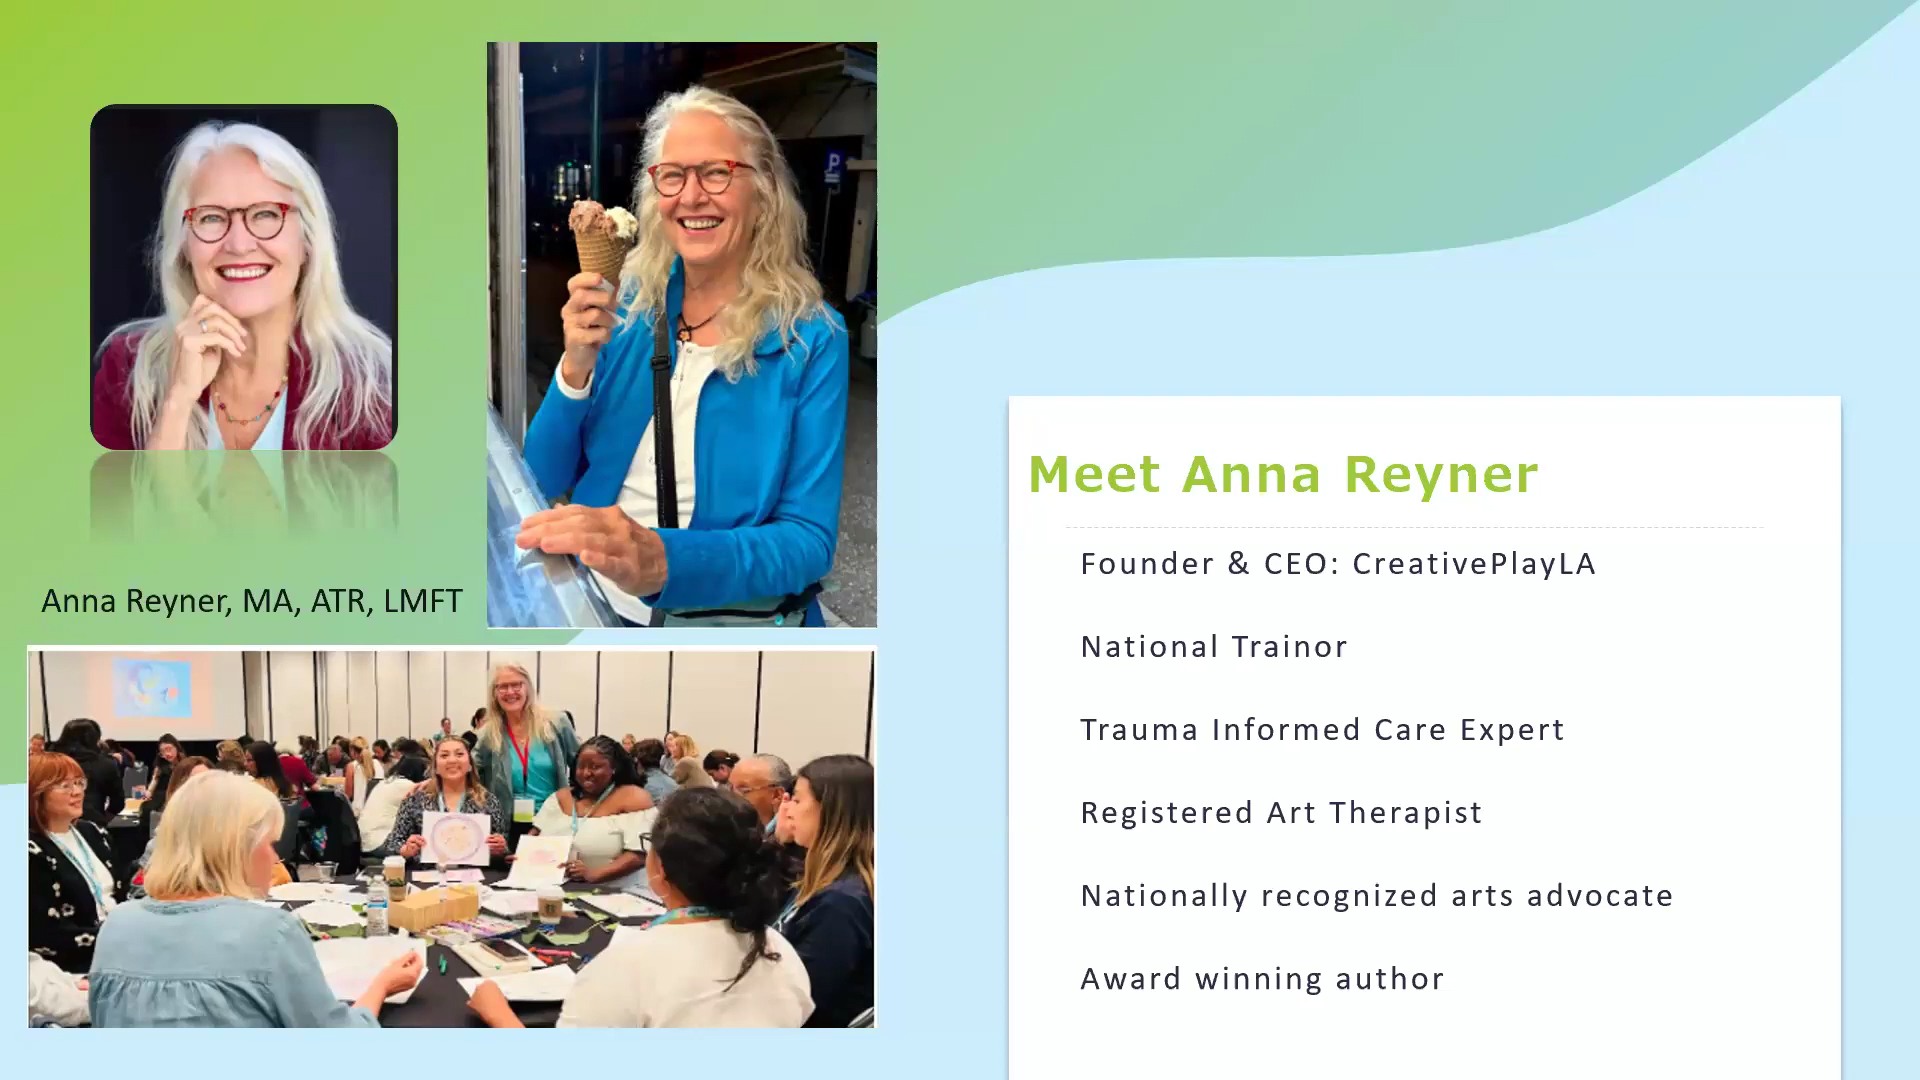 Anna Reyner, MA, ATR, LMFT
P
Meet Anna Reyner
Founder & CEO: CreativePlayLA
National Trainor
Trauma Informed Care Expert
Registered Art Therapist
Nationally recognized arts advocate
Award winning author